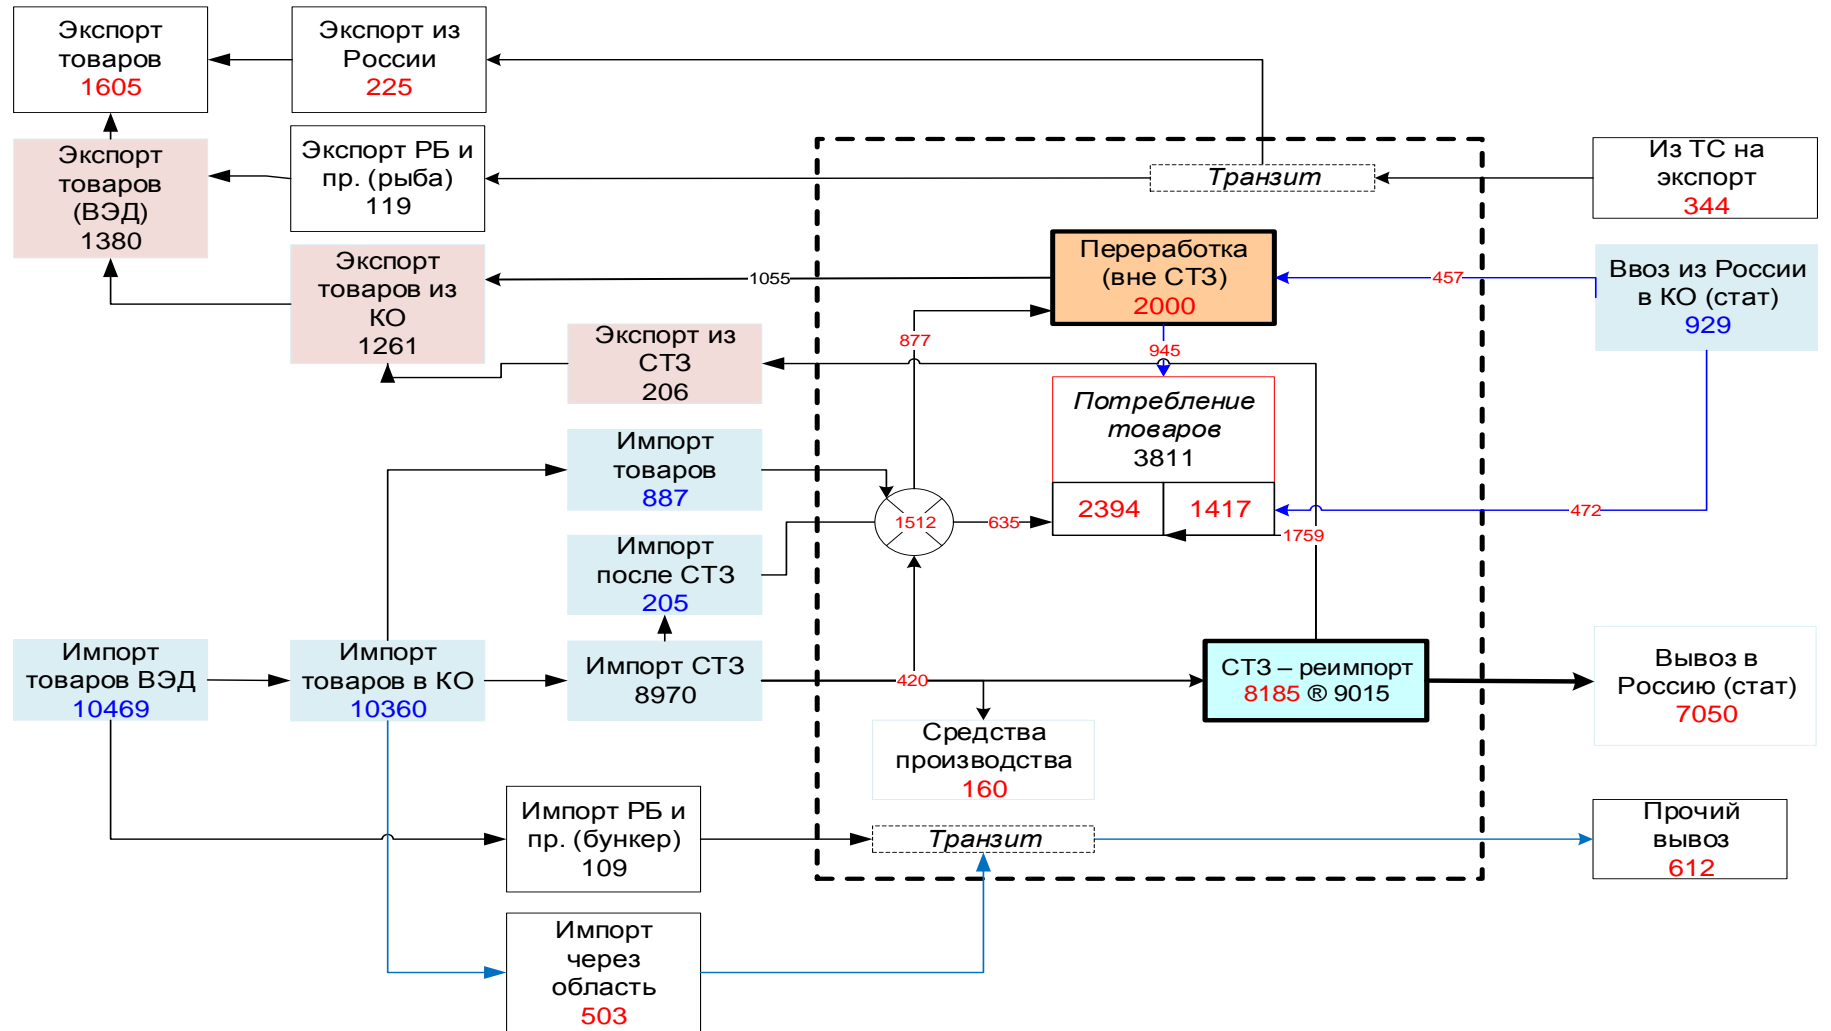 Экспорт
товаров
1605
Экспорт из
России
225
Экспорт
товаров
(ВЭД)
1380
Экспорт РБ и
пр. (рыба)
119
Транзит
Из ТС на
экспорт
344
Экспорт
товаров из
КО
1261
1055
Переработка
(вне СТЗ)
2000
457
Ввоз из России
в КО (стат)
929
Экспорт из
СТЗ
206
877
945
Потребление
товаров
3811
2394
1417
472
Импорт
товаров
887
1512
635
1759
Импорт
после СТЗ
205
Импорт
товаров ВЭД
10469
Импорт
товаров в КО
10360
Импорт СТЗ
8970
420
СТЗ – реимпорт
8185 ® 9015
Вывоз в
Россию (стат)
7050
Средства
производства
160
Импорт РБ и
пр. (бункер)
109
Транзит
Прочий
вывоз
612
Импорт
через
область
503